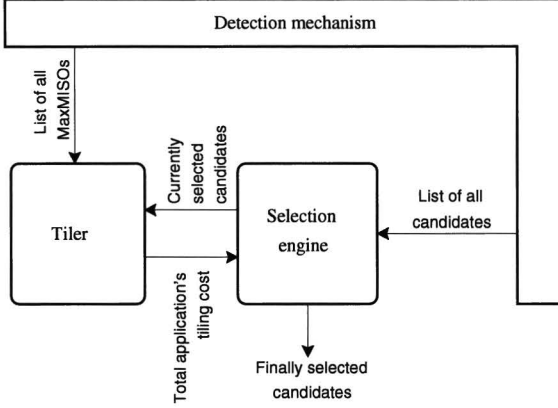 Detection mechanism
List of all
MaxMISOs
Currently
selected
candidates
Tiler
Selection
engine
List of all
candidates
Total application's
tiling cost
Finally selected
candidates